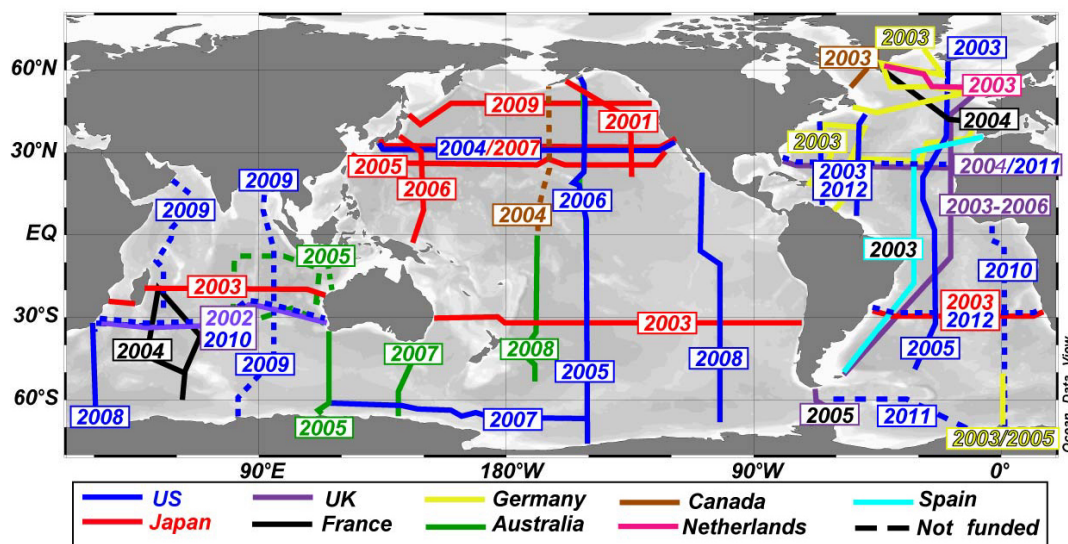 2003
2003
60°N
2003
2003
2009
2001
2004
2004/2007
2003
30°N
2005
2003
2012
2004/2011
2009
2006
2006
2009
2004
2003-2006
EQ
2005
2003
2010
2003
2003
2012
30°S
2002
2010
2003
2004
2007
2008
2005
2008
2005
2009
60°S
2008
2005
2007
2005
2011
2003/2005
Ocean Data View
90°E
180°W
90°W
0°
US
UK
Germany
Canada
Spain
Japan
France
Australia
Netherlands
Not funded